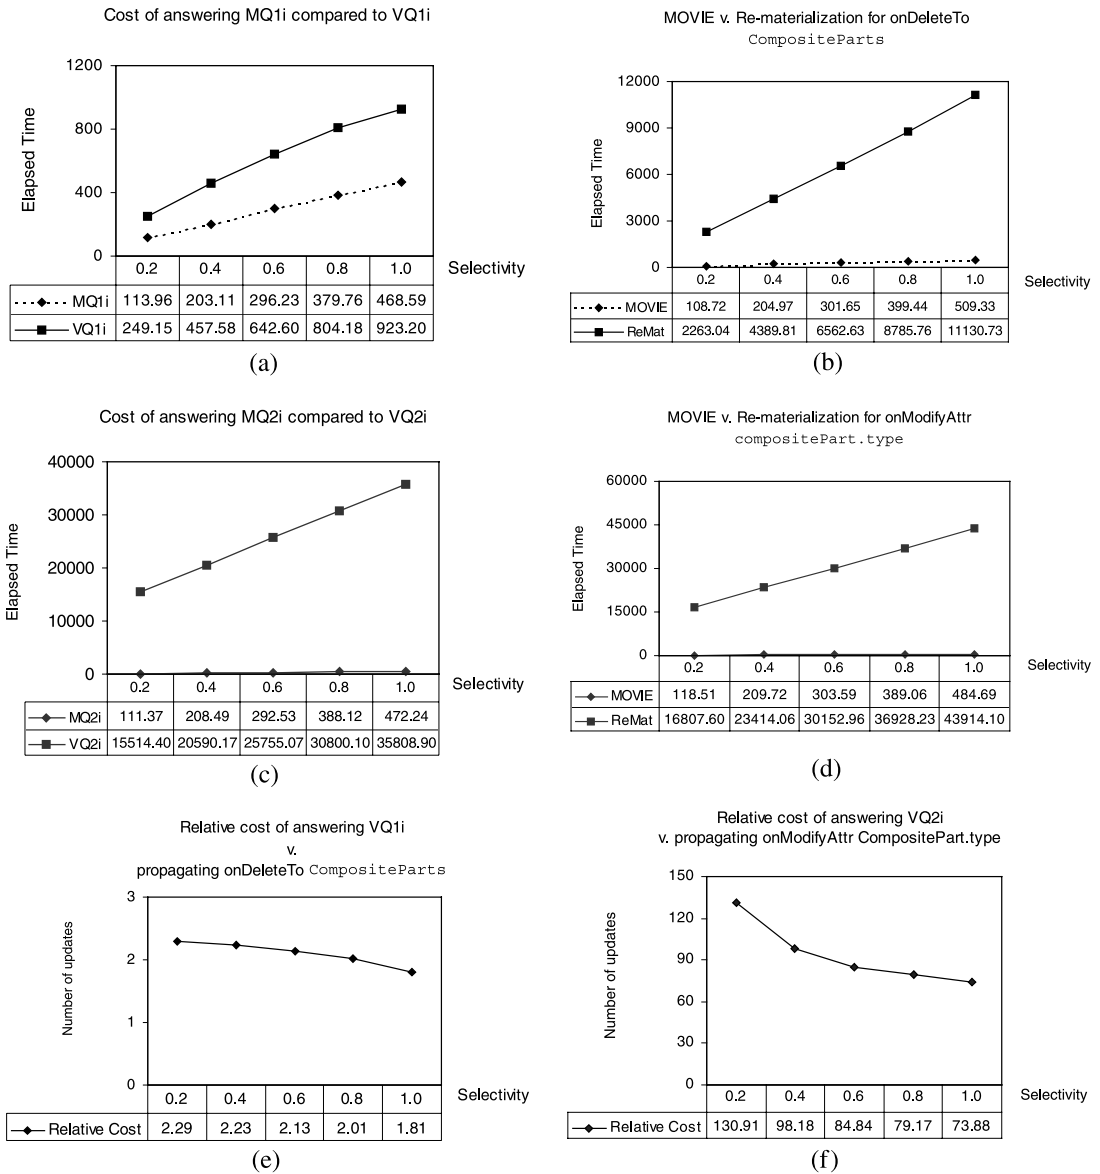 Cost of answering MQ1i compared to VQ1i
1200
800
400
0
Elapsed Time
0.2 0.4 0.6 0.8 1.0
Selectivity
MQ1i 113.96 203.11 296.23 379.76 468.59
VQ1i 249.15 457.58 642.60 804.18 923.20
(a)
MOVIE v. Re-materialization for onDeleteTo
CompositeParts
12000
9000
6000
3000
0
Elapsed Time
0.2 0.4 0.6 0.8 1.0
Selectivity
MOVIE 108.72 204.97 301.65 399.44 509.33
ReMat 2263.04 4389.81 6562.63 8785.76 11130.73
(b)
Cost of answering MQ2i compared to VQ2i
40000
30000
20000
10000
0
Elapsed Time
0.2 0.4 0.6 0.8 1.0
Selectivity
MQ2i 111.37 208.49 292.53 388.12 472.24
VQ2i 15514.40 20590.17 25755.07 30800.10 35808.90
(c)
MOVIE v. Re-materialization for onModifyAttr
compositePart.type
60000
45000
30000
15000
0
Elapsed Time
0.2 0.4 0.6 0.8 1.0
Selectivity
MOVIE 118.51 209.72 303.59 389.06 484.69
ReMat 16807.60 23414.06 30152.96 36928.23 43914.10
(d)
Relative cost of answering VQ1i
v.
propagating onDeleteTo CompositeParts
3
2
1
0
Number of updates
0.2 0.4 0.6 0.8 1.0
Selectivity
Relative Cost 2.29 2.23 2.13 2.01 1.81
(e)
Relative cost of answering VQ2i
v. propagating onModifyAttr CompositePart.type
150
120
90
60
30
0
Number of updates
0.2 0.4 0.6 0.8 1.0
Selectivity
Relative Cost 130.91 98.18 84.84 79.17 73.88
(f)